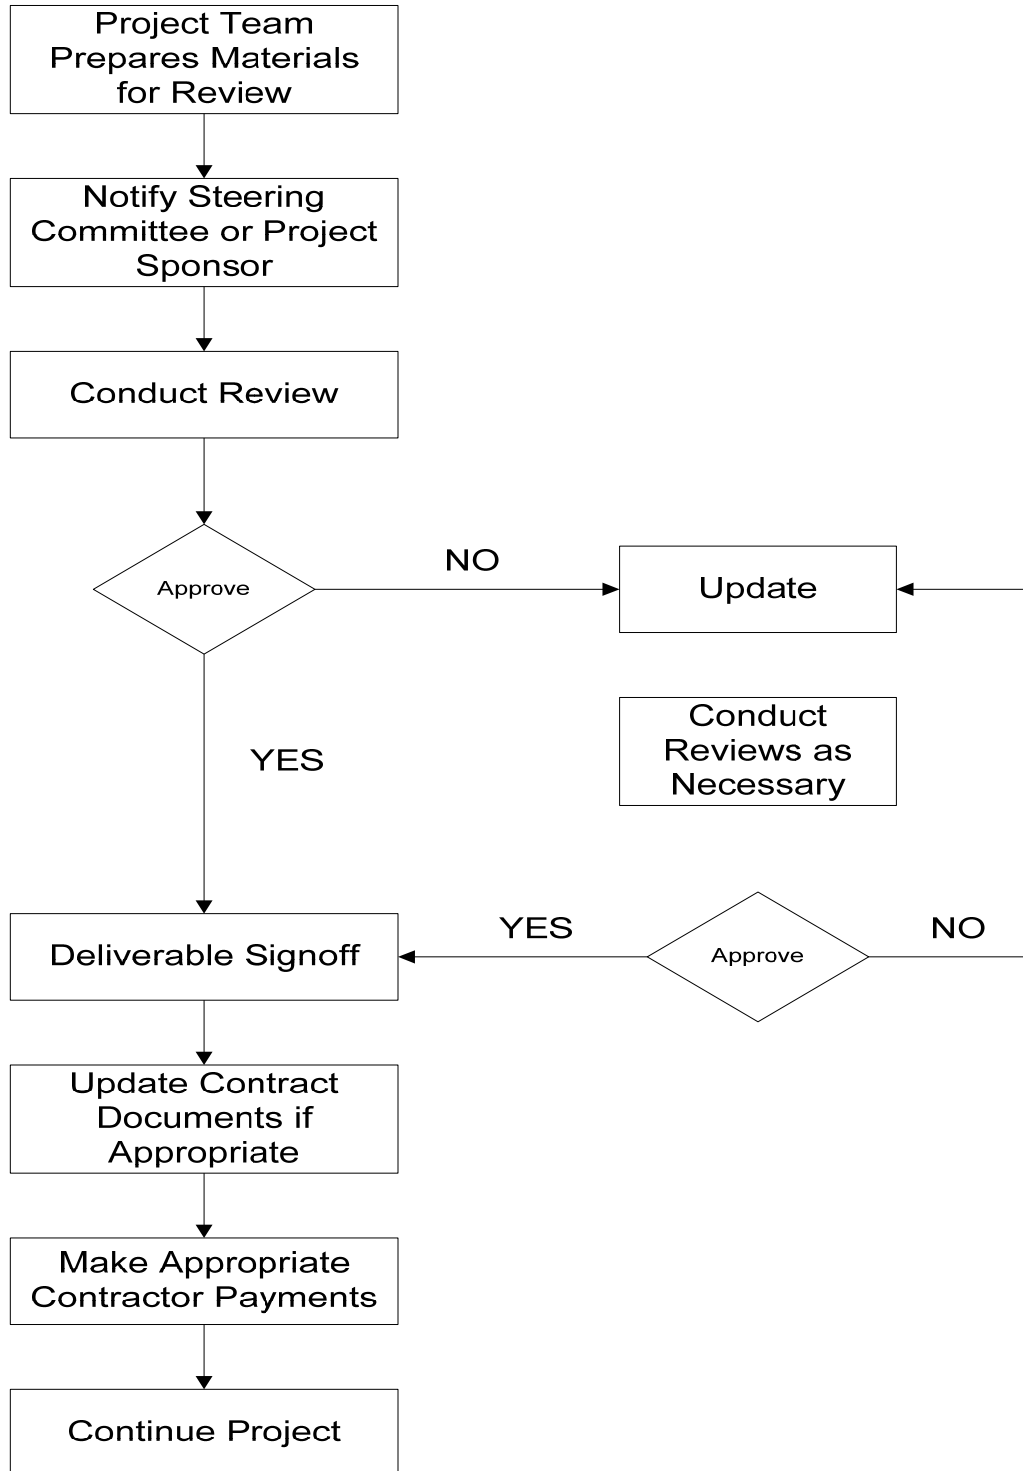 Project Team
Prepares Materials
for Review
Notify Steering
Committee or Project
Sponsor
Conduct Review
Approve
NO
Update
YES
Conduct
Reviews as
Necessary
Deliverable Signoff
YES
Approve
NO
Update Contract
Documents if
Appropriate
Make Appropriate
Contractor Payments
Continue Project